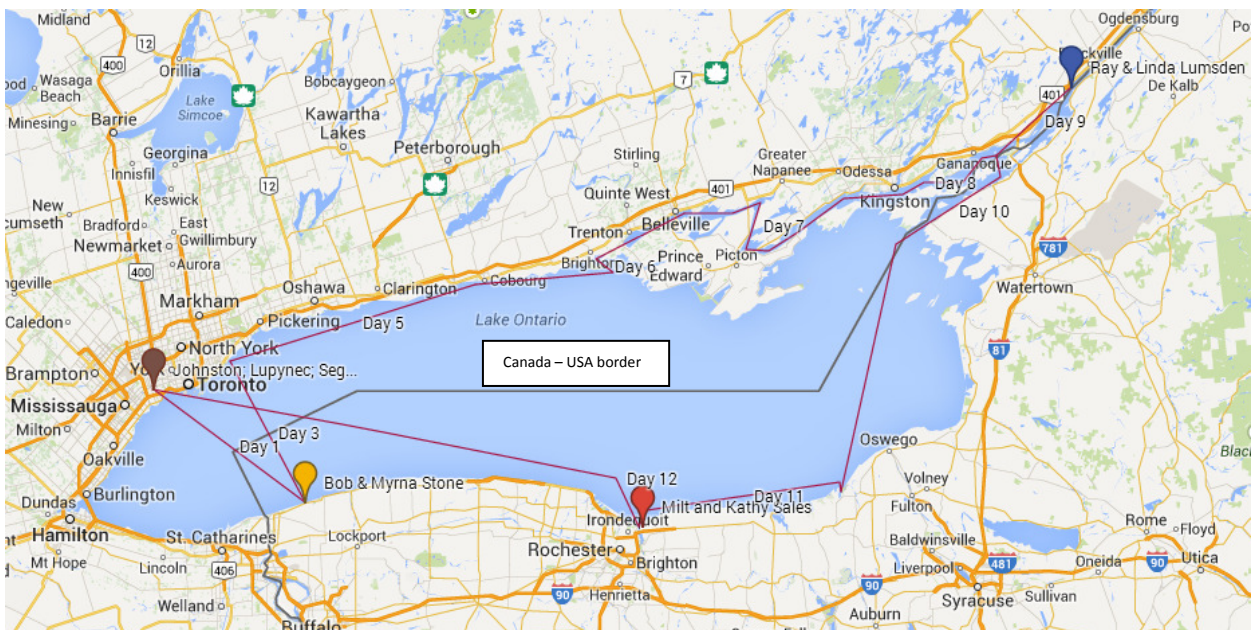 Midland
Orillia
12
400
Bobcaygeon
7
Ogdensburg
Ray & Linda Lumsden
De Kalb
401
Wasaga
Beach
Lake
Simcoe
Kawartha
Lakes
Minesing
Barrie
Day 9
Georgina
Innisfil
Keswick
12
Peterborough
Stirling
Greater
Napanee
Odessa
Gananoque
Day 8
New
Tecumseth
Bradford
East
Gwillimbury
Newmarket
Aurora
400
Quinte West
401
Kingston
Day 10
Trenton
Belleville
Day 7
Brighton
Day 6
Prince
Edward
Picton
781
Watertown
Oshawa
Clarington
Cobourg
Markham
Caledon
Pickering
Day 5
Lake Ontario
North York
Canada – USA border
81
Brampton
York
Johnston; Lupynec; Seg...
Toronto
Mississauga
Milton
Oakville
Day 1
Day 3
Oswego
Burlington
Bob & Myrna Stone
Day 12
Day 11
Milt and Kathy Sales
Volney
Fulton
Dundas
Hamilton
St. Catharines
Lockport
Irondequoit
Rochester
Brighton
Baldwinsville
Rome
Floyd
Mt Hope
Lincoln
406
Liverpool
481
Oneida
90
Utica
Welland
90
Henrietta
90
Syracuse
Sullivan
Buffalo
Auburn